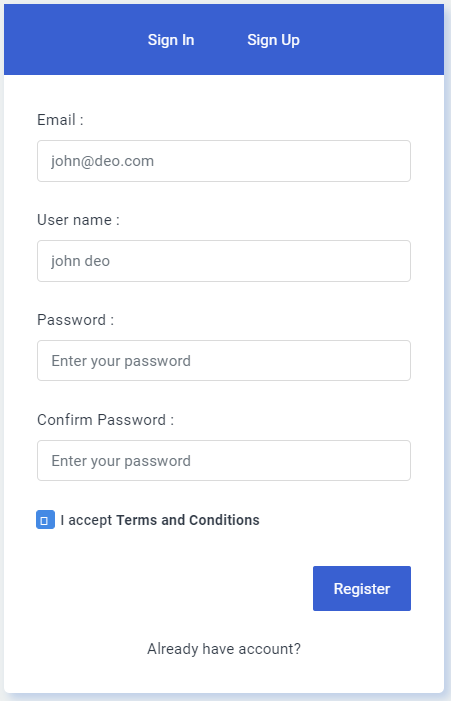 Sign In Sign Up
Email :
john@deo.com
User name :
john deo
Password :
Enter your password
Confirm Password :
Enter your password
I accept Terms and Conditions
Register
Already have account?